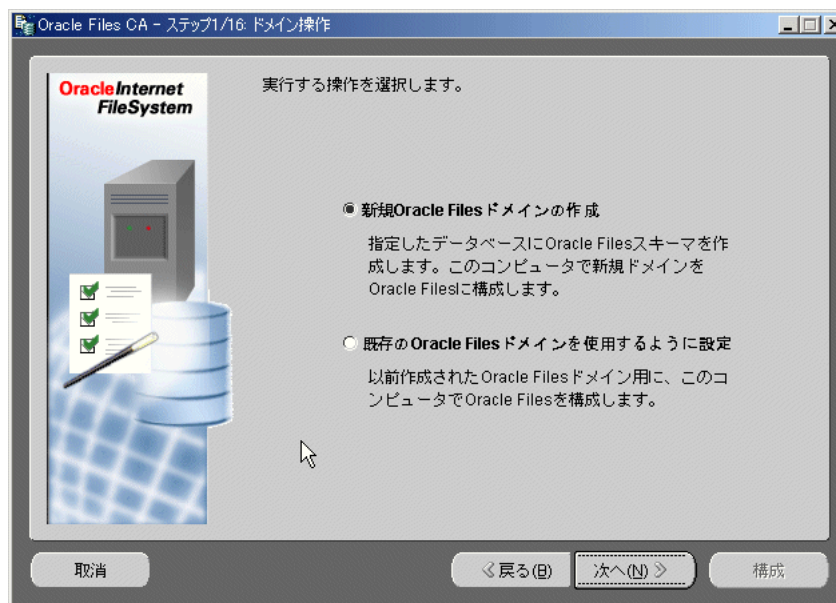 Oracle Files CA - ステップ1/16: ドメイン操作
Oracle Internet
FileSystem
実行する操作を選択します。
新規Oracle Filesドメインの作成
指定したデータベースにOracle Filesスキーマを作
成します。このコンピュータで新規ドメインを
Oracle Filesに構成します。
既存のOracle Filesドメインを使用するように設定
以前作成されたOracle Filesドメイン用に、このコ
ンピュータでOracle Filesを構成します。
取消
戻る(B)
次へ(N)
構成